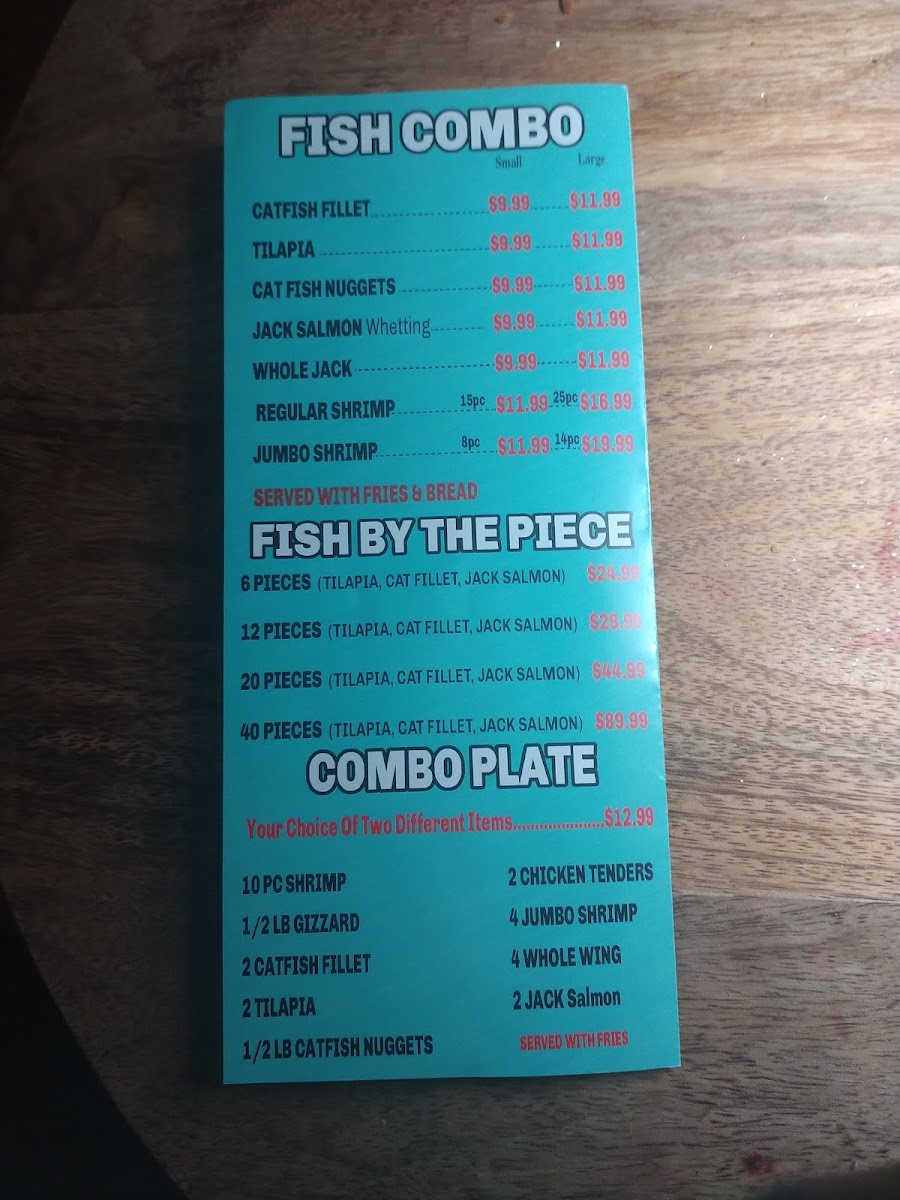 FISH COMBO
Small Large
CATFISH FILLET $9.99 $11.99
TILAPIA $9.99 $11.99
CAT FISH NUGGETS $9.99 $11.99
JACK SALMON Whetting $9.99 $11.99
WHOLE JACK $9.99 $11.99
REGULAR SHRIMP 15pc $11.99 25pc $16.99
JUMBO SHRIMP 8pc $11.99 14pc $19.99
SERVED WITH FRIES & BREAD
FISH BY THE PIECE
6 PIECES (TILAPIA, CAT FILLET, JACK SALMON) $24.99
12 PIECES (TILAPIA, CAT FILLET, JACK SALMON) $29.99
20 PIECES (TILAPIA, CAT FILLET, JACK SALMON) $44.99
40 PIECES (TILAPIA, CAT FILLET, JACK SALMON) $89.99
COMBO PLATE
Your Choice Of Two Different Items.....................$12.99
10 PC SHRIMP
1/2 LB GIZZARD
2 CATFISH FILLET
2 TILAPIA
1/2 LB CATFISH NUGGETS
2 CHICKEN TENDERS
4 JUMBO SHRIMP
4 WHOLE WING
2 JACK Salmon
SERVED WITH FRIES